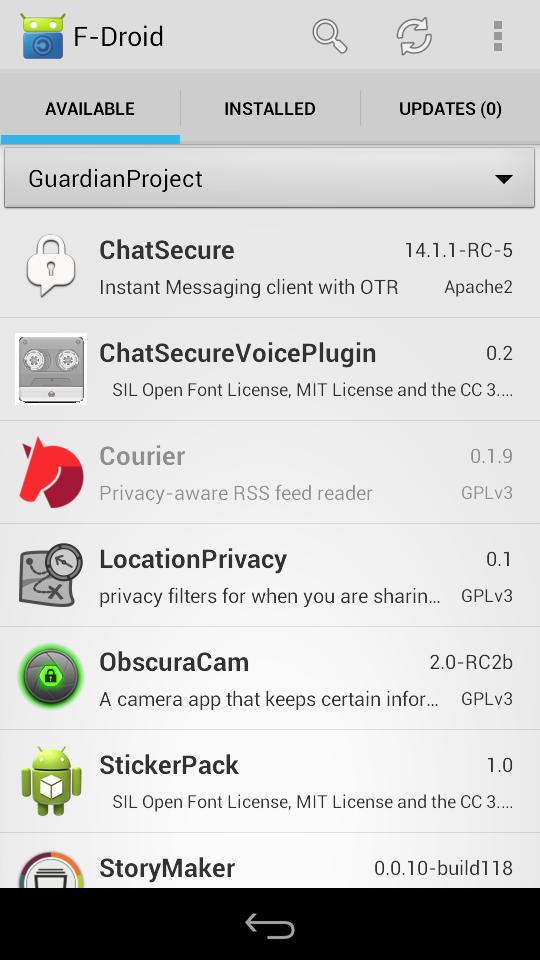 F-Droid
AVAILABLE INSTALLED UPDATES (0)
GuardianProject
ChatSecure 14.1.1-RC-5
Instant Messaging client with OTR Apache2
ChatSecureVoicePlugin 0.2
SIL Open Font License, MIT License and the CC 3....
Courier 0.1.9
Privacy-aware RSS feed reader GPLv3
LocationPrivacy 0.1
privacy filters for when you are sharin... GPLv3
ObscuraCam 2.0-RC2b
A camera app that keeps certain infor... GPLv3
StickerPack 1.0
SIL Open Font License, MIT License and the CC 3....
StoryMaker 0.0.10-build118